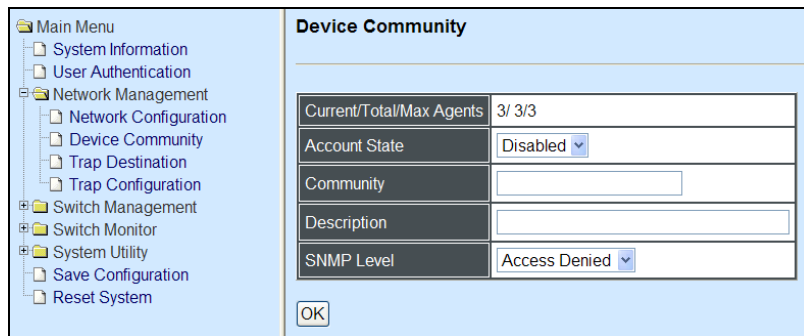 Main Menu
System Information
User Authentication
Network Management
Network Configuration
Device Community
Trap Destination
Trap Configuration
Switch Management
Switch Monitor
System Utility
Save Configuration
Reset System
Device Community
Current/Total/Max Agents 3/ 3/3
Account State Disabled
Community
Description
SNMP Level Access Denied
OK